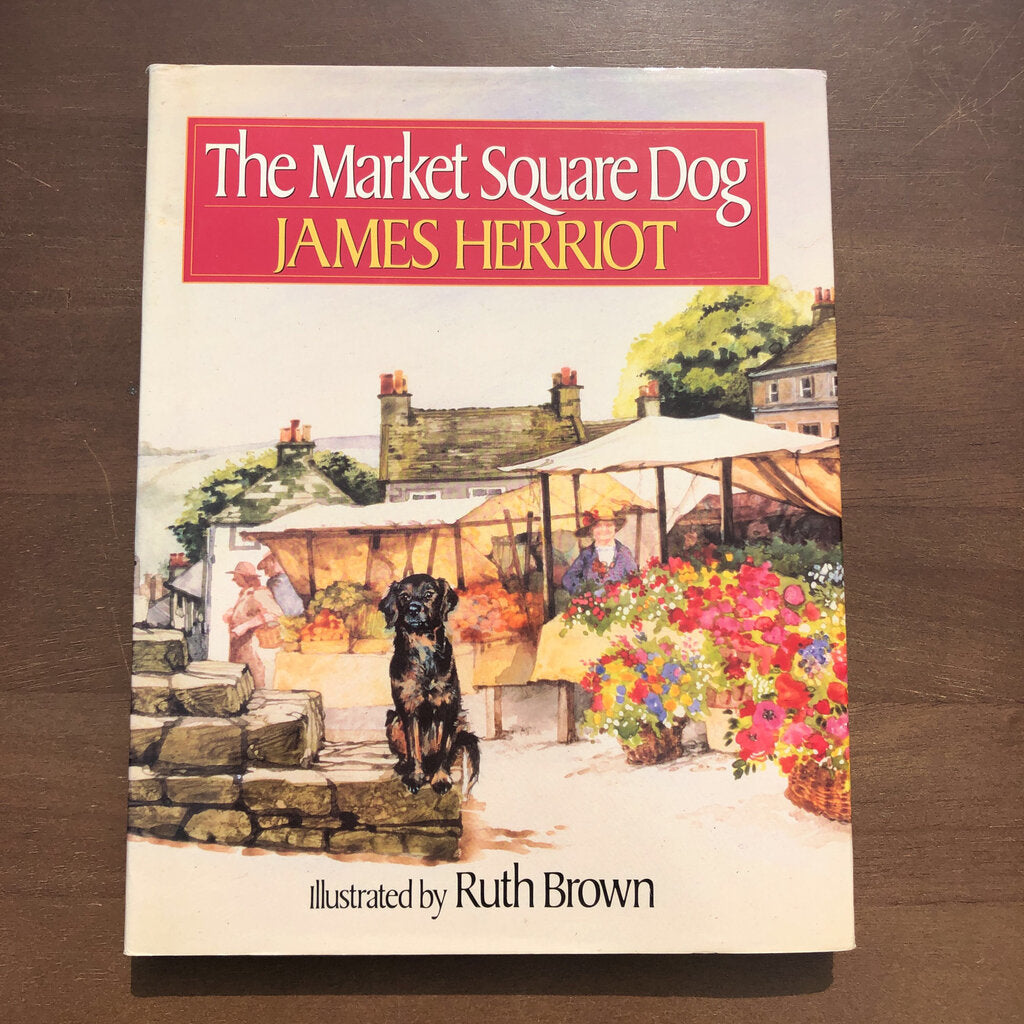 The Market Square Dog
JAMES HERRIOT
Illustrated by Ruth Brown